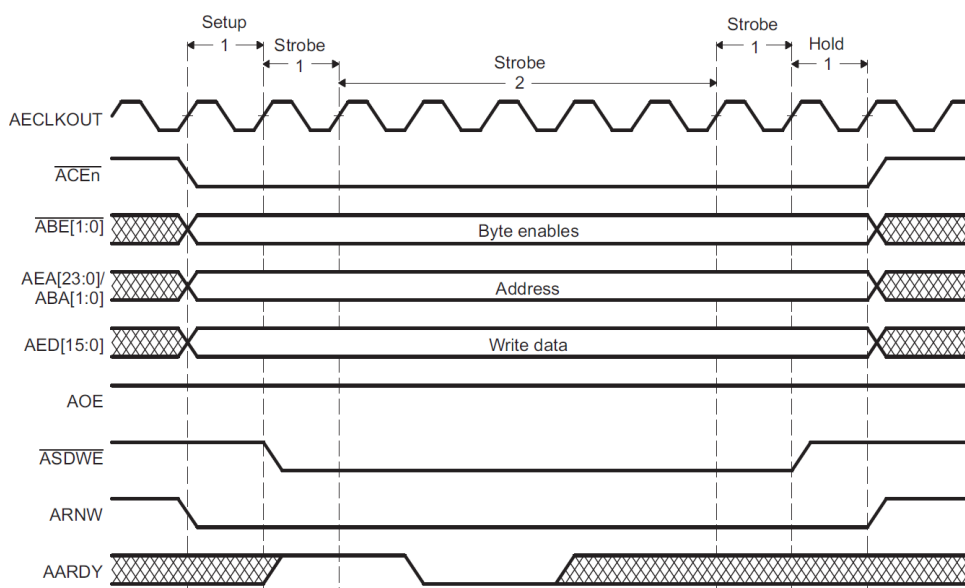 Setup
1
Strobe
1
Strobe
2
Strobe
1
Hold
1
AECLKOUT
ACEn
ABE[1:0]
Byte enables
AEA[23:0]/
ABA[1:0]
Address
AED[15:0]
Write data
AOE
ASDWE
ARNW
AARDY